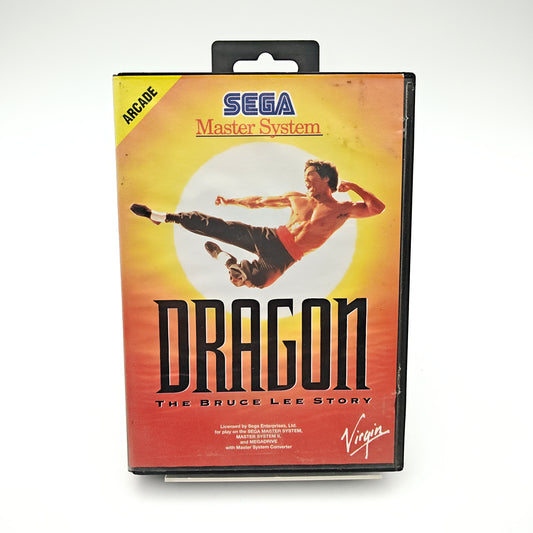 ARCADE
SEGA
Master System
DRAGON
THE BRUCE LEE STORY
Licensed by Sega Enterprises, Ltd.
for play on the SEGA MASTER SYSTEM,
MASTER SYSTEM II,
and MEGADRIVE
with Master System Converter
Virgin